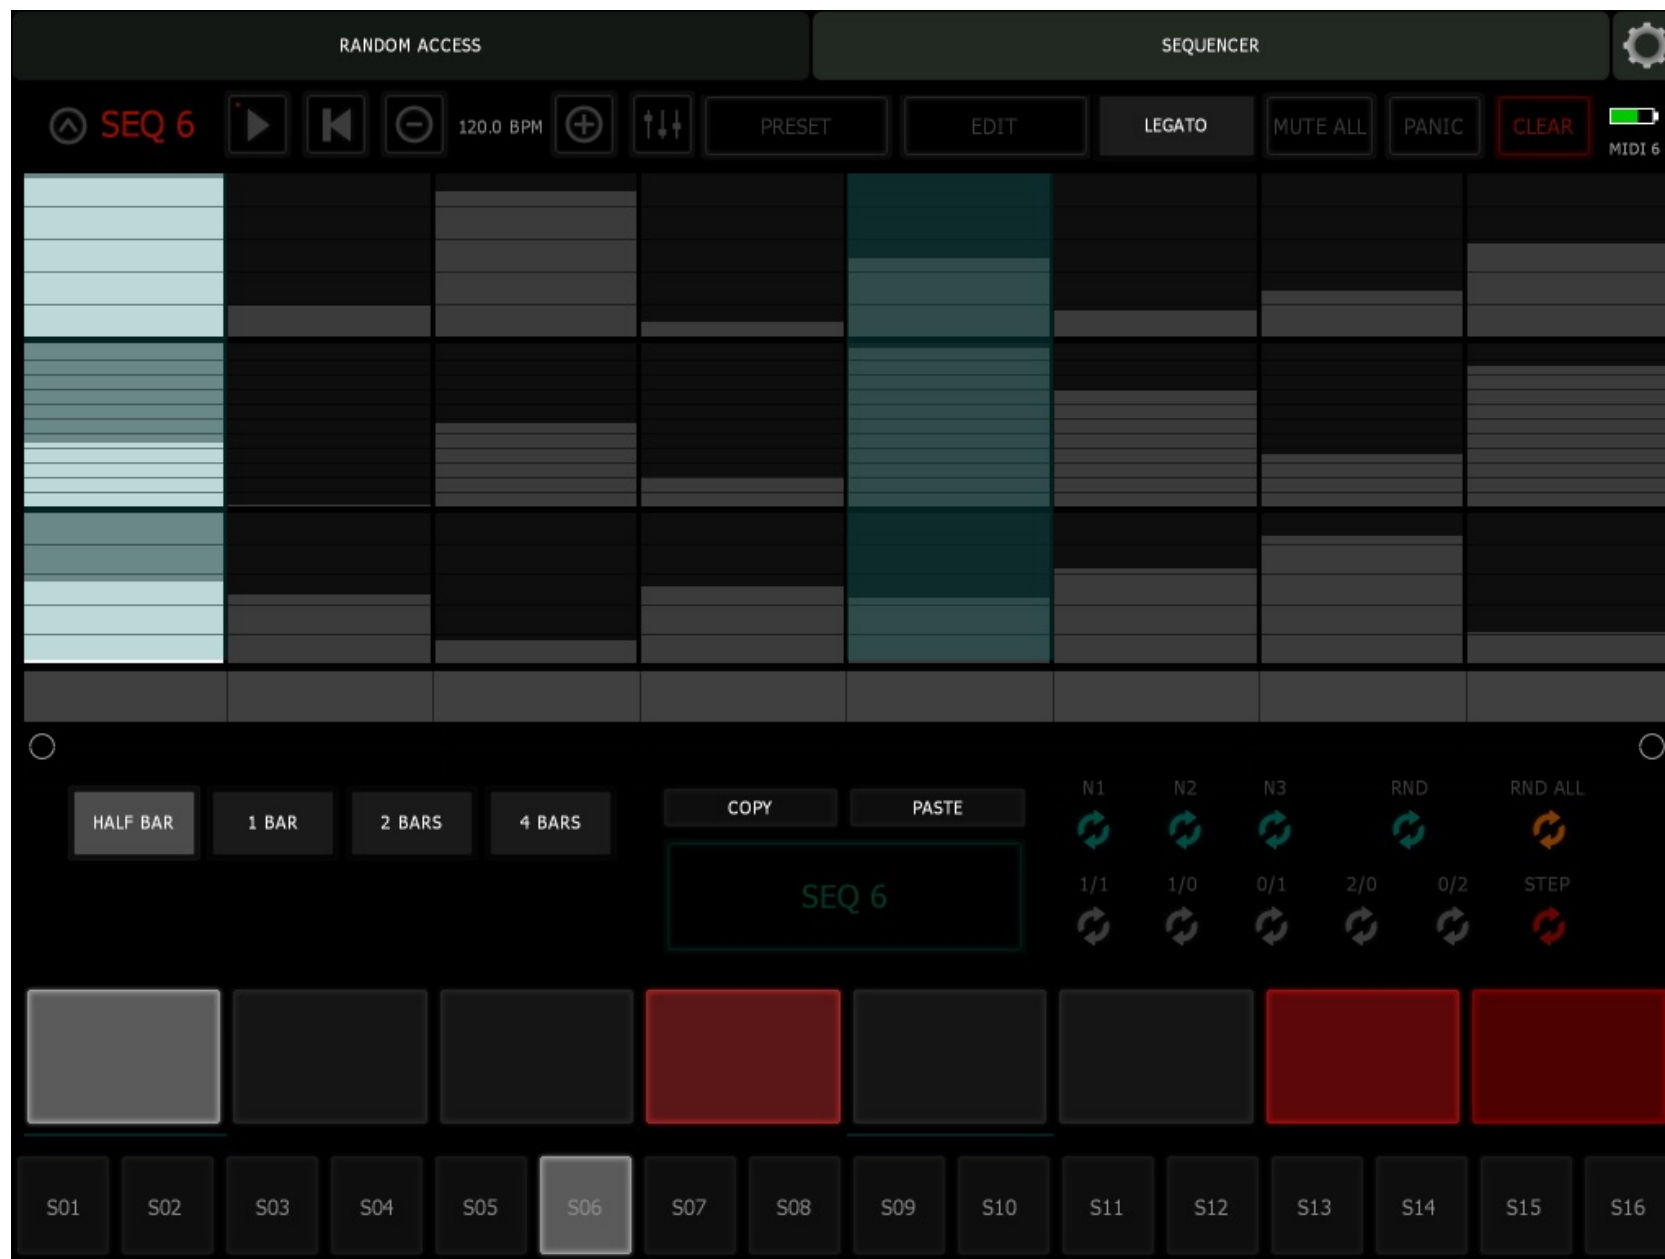 RANDOM ACCESS SEQUENCER
SEQ 6 120.0 BPM PRESET EDIT LEGATO MUTE ALL PANIC CLEAR MIDI 6
HALF BAR 1 BAR 2 BARS 4 BARS
COPY PASTE
SEQ 6
N1 N2 N3 RND RND ALL
1/1 1/0 0/1 2/0 0/2 STEP
S01 S02 S03 S04 S05 S06 S07 S08 S09 S10 S11 S12 S13 S14 S15 S16